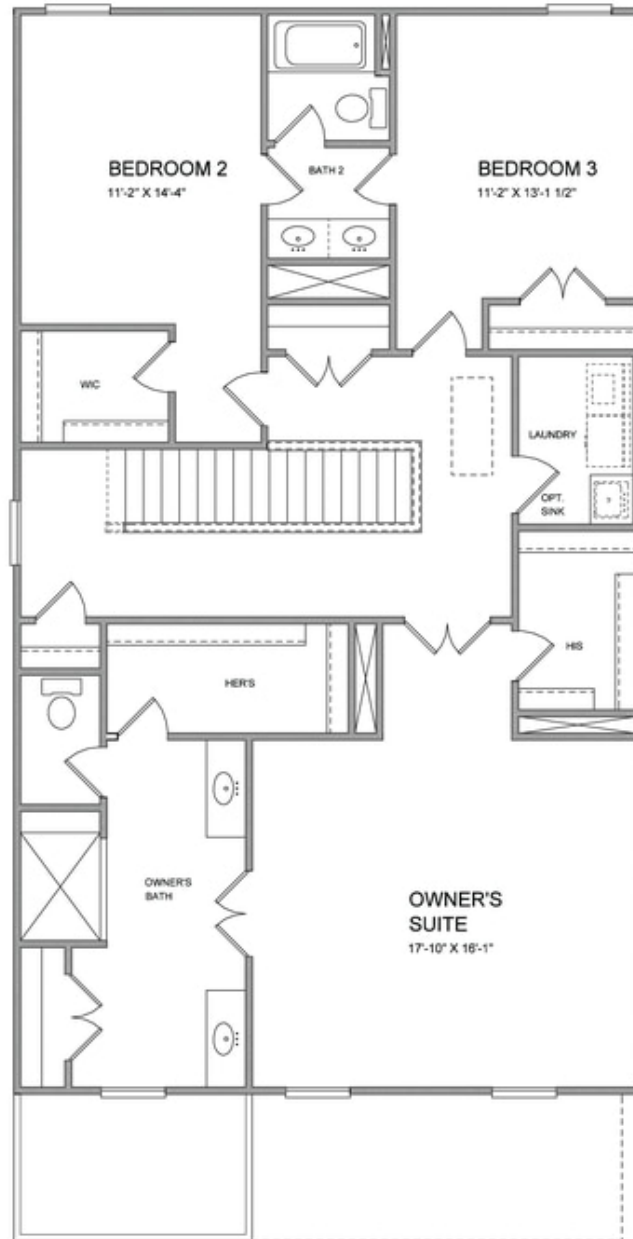 BEDROOM 2
11'-2" X 14'-4"
BATH 2
BEDROOM 3
11'-2" X 13'-1 1/2"
WIC
LAUNDRY
OPT.
SINK
HIS
HER'S
OWNER'S
BATH
OWNER'S
SUITE
17'-10" X 16'-1"